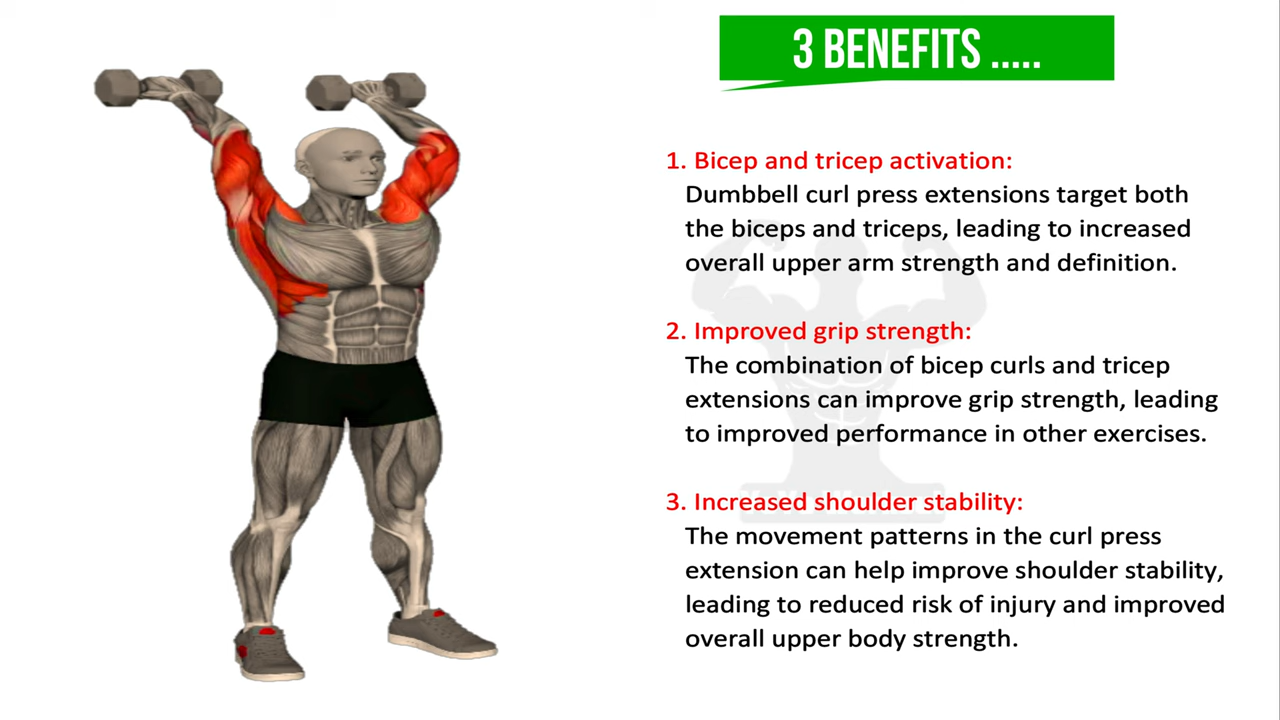 3 BENEFITS .....
1. Bicep and tricep activation:
Dumbbell curl press extensions target both
the biceps and triceps, leading to increased
overall upper arm strength and definition.
2. Improved grip strength:
The combination of bicep curls and tricep
extensions can improve grip strength, leading
to improved performance in other exercises.
3. Increased shoulder stability:
The movement patterns in the curl press
extension can help improve shoulder stability,
leading to reduced risk of injury and improved
overall upper body strength.